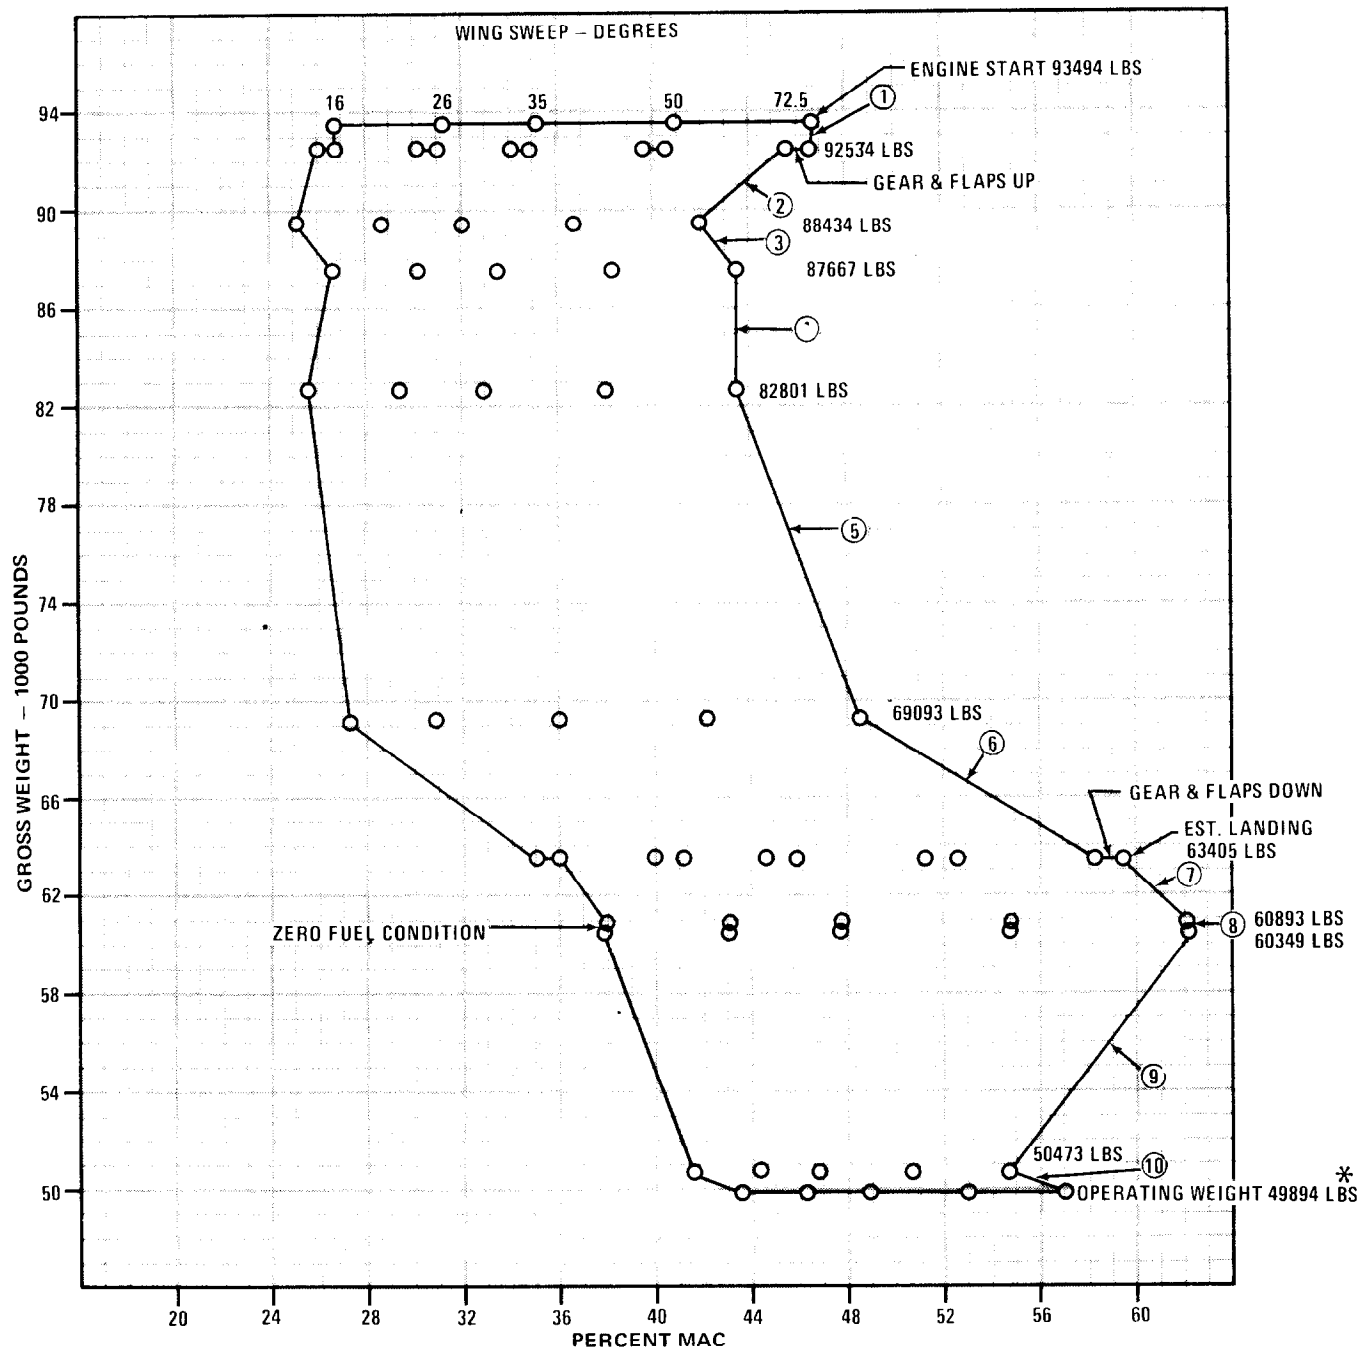 WING SWEEP – DEGREES
ENGINE START 93494 LBS
16 26 35 50 72.5
1
94
92534 LBS
GEAR & FLAPS UP
2
90
88434 LBS
3
87667 LBS
86
82801 LBS
82
78
5
GROSS WEIGHT – 1000 POUNDS
74
70
69093 LBS
6
GEAR & FLAPS DOWN
66
EST. LANDING
63405 LBS
7
62
ZERO FUEL CONDITION
8
60893 LBS
60349 LBS
58
9
54
50473 LBS
10
*
50
OPERATING WEIGHT 49894 LBS
20 24 28 32 36 40 44 48 52 56 60
PERCENT MAC